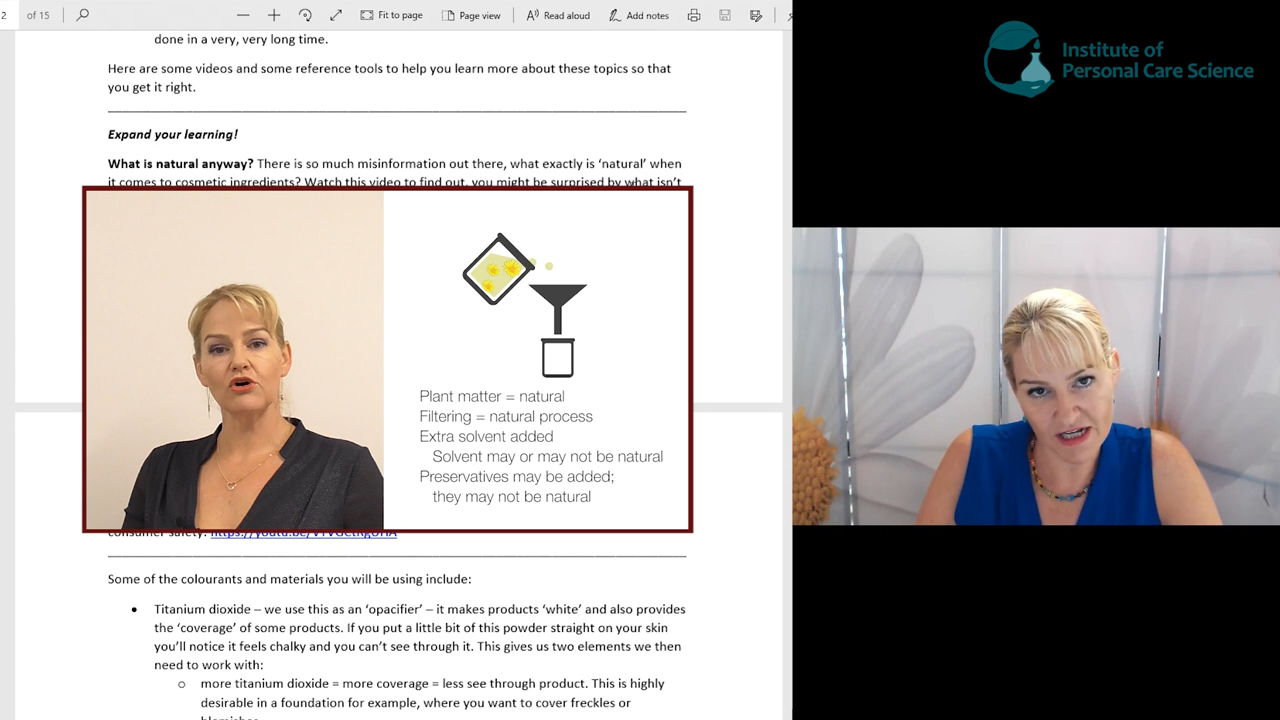 2 of 15
Fit to page
Page view
Read aloud
Add notes
done in a very, very long time.
Here are some videos and some reference tools to help you learn more about these topics so that
you get it right.
Expand your learning!
What is natural anyway? There is so much misinformation out there, what exactly is ‘natural’ when
it comes to cosmetic ingredients? Watch this video to find out, you might be surprised by what isn’t
Plant matter = natural
Filtering = natural process
Extra solvent added
Solvent may or may not be natural
Preservatives may be added;
they may not be natural
consumer safety:
Some of the colourants and materials you will be using include:
• Titanium dioxide – we use this as an ‘opacifier’ – it makes products ‘white’ and also provides
the ‘coverage’ of some products. If you put a little bit of this powder straight on your skin
you’ll notice it feels chalky and you can’t see through it. This gives us two elements we then
need to work with:
o more titanium dioxide = more coverage = less see through product. This is highly
desirable in a foundation for example, where you want to cover freckles or
Institute of
Personal Care Science